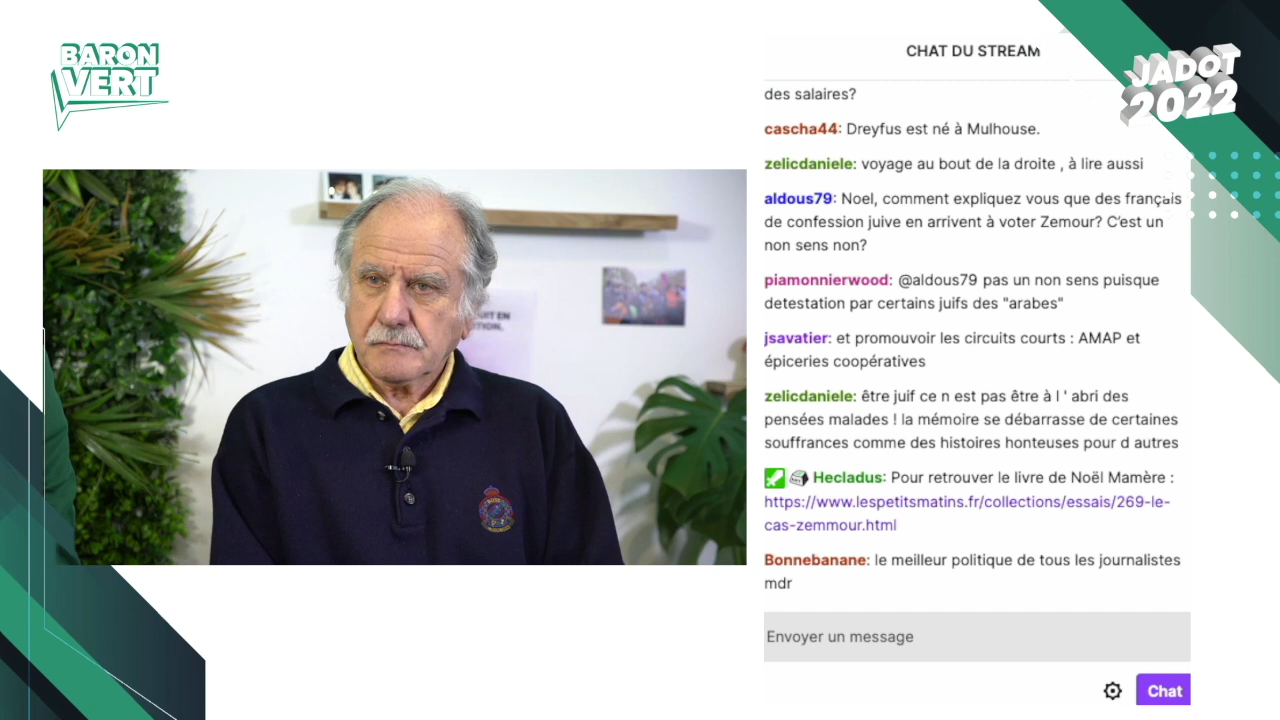 BARON
VERT
CHAT DU STREAM
JADOT
2022
des salaires?
cascha44: Dreyfus est né à Mulhouse.
zelicdaniele: voyage au bout de la droite , à lire aussi
aldous79: Noel, comment expliquez vous que des français
de confession juive en arrivent à voter Zemour? C'est un
non sens non?
piamonnierwood: @aldous79 pas un non sens puisque
detestation par certains juifs des "arabes"
jsavatier: et promouvoir les circuits courts : AMAP et
épiceries coopératives
zelicdaniele: être juif ce n est pas être à l ' abri des
pensées malades ! la mémoire se débarrasse de certaines
souffrances comme des histoires honteuses pour d autres
Hecladus: Pour retrouver le livre de Noël Mamère :
https://www.lespetitsmatins.fr/collections/essais/269-le-
cas-zemmour.html
Bonnebanane: le meilleur politique de tous les journalistes
mdr
Envoyer un message
Chat